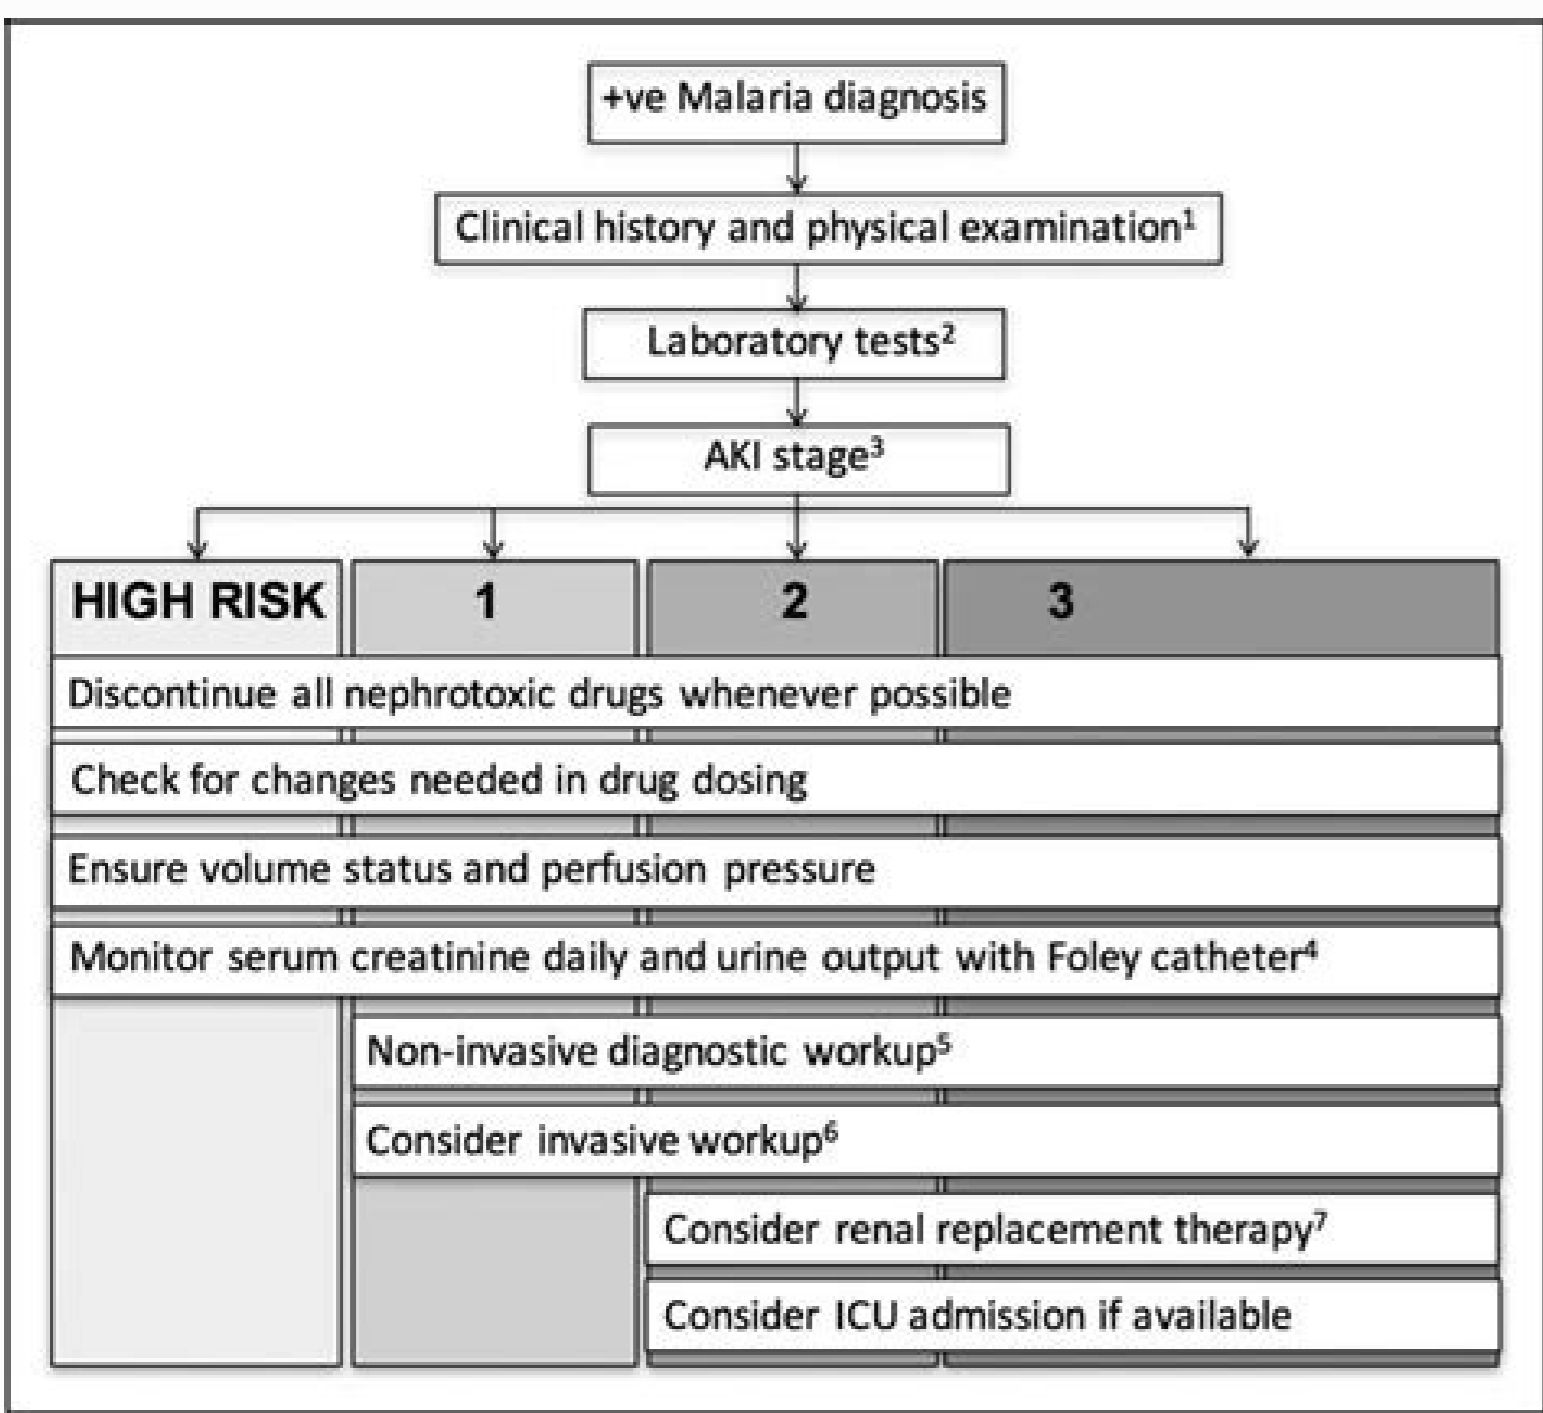 +ve Malaria diagnosis
Clinical history and physical examination¹
Laboratory tests²
AKI stage³
HIGH RISK 1 2 3
Discontinue all nephrotoxic drugs whenever possible
Check for changes needed in drug dosing
Ensure volume status and perfusion pressure
Monitor serum creatinine daily and urine output with Foley catheter⁴
Non-invasive diagnostic workup⁵
Consider invasive workup⁶
Consider renal replacement therapy⁷
Consider ICU admission if available